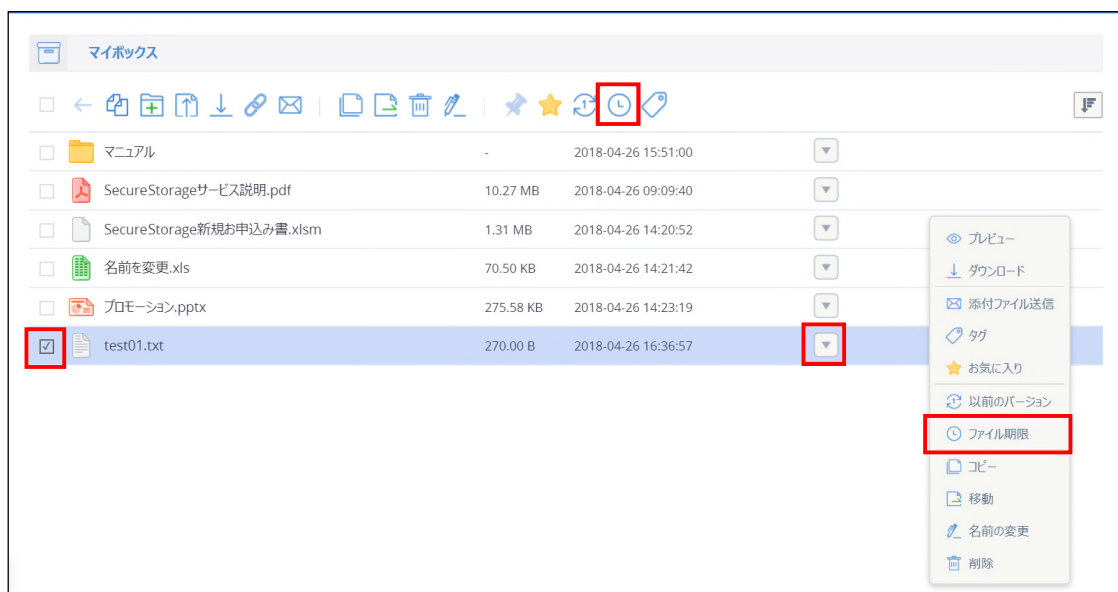 マイボックス
マニュアル - 2018-04-26 15:51:00
SecureStorageサービス説明.pdf 10.27 MB 2018-04-26 09:09:40
SecureStorage新規お申込み書.xlsm 1.31 MB 2018-04-26 14:20:52
名前を変更.xls 70.50 KB 2018-04-26 14:21:42
プロモーション.pptx 275.58 KB 2018-04-26 14:23:19
test01.txt 270.00 B 2018-04-26 16:36:57
プレビュー
ダウンロード
添付ファイル送信
タグ
お気に入り
以前のバージョン
ファイル期限
コピー
移動
名前の変更
削除